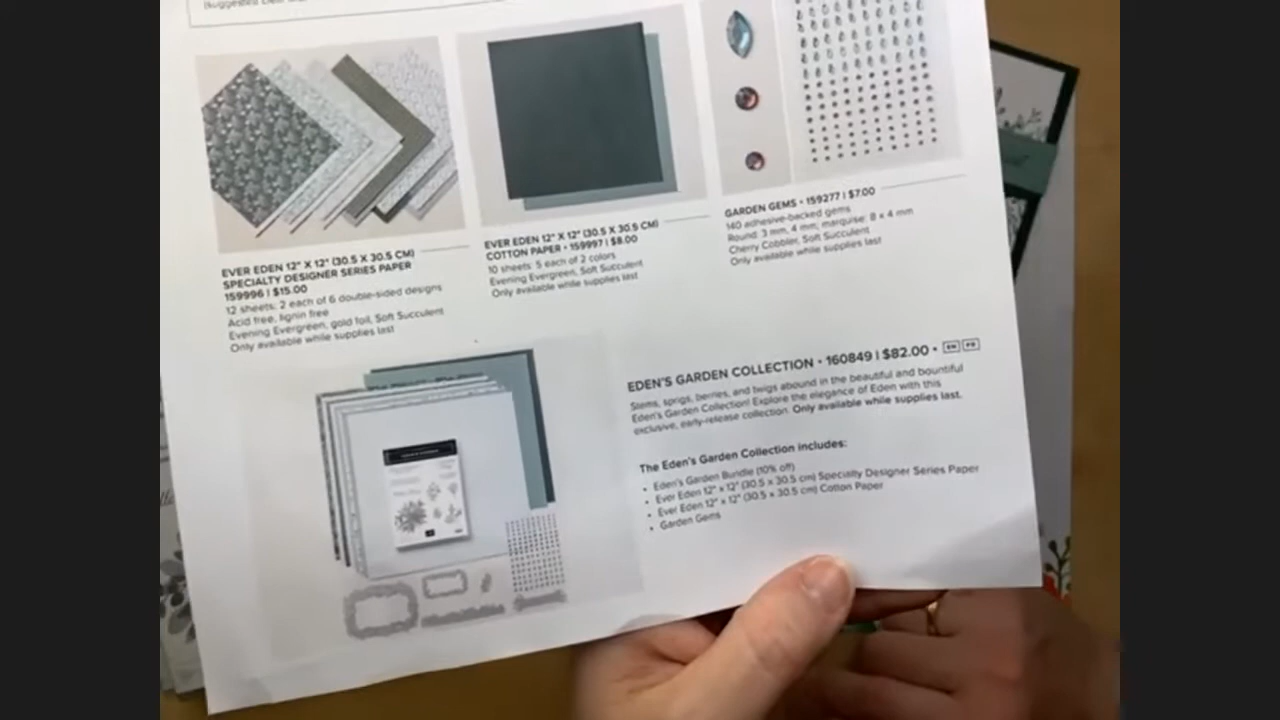 EVER EDEN 12" X 12" (30.5 X 30.5 CM)
SPECIALTY DESIGNER SERIES PAPER
159996 | $15.00
12 sheets: 2 each of 6 double-sided designs
Acid free, lignin free
Evening Evergreen, gold foil, Soft Succulent
Only available while supplies last
EVER EDEN 12" X 12" (30.5 X 30.5 CM)
COTTON PAPER • 159997 | $8.00
10 sheets: 5 each of 2 colors
Evening Evergreen, Soft Succulent
Only available while supplies last
GARDEN GEMS • 159277 | $7.00
140 adhesive-backed gems
Round: 3 mm, 4 mm; marquise: 8 x 4 mm
Cherry Cobbler, Soft Succulent
Only available while supplies last
EDEN'S GARDEN COLLECTION • 160849 | $82.00 • EN FR
Stems, sprigs, berries, and twigs abound in the beautiful and bountiful
Eden's Garden Collection! Explore the elegance of Eden with this
exclusive, early-release collection. Only available while supplies last.
The Eden's Garden Collection includes:
• Eden's Garden Bundle (10% off)
• Ever Eden 12" x 12" (30.5 x 30.5 cm) Specialty Designer Series Paper
• Ever Eden 12" x 12" (30.5 x 30.5 cm) Cotton Paper
• Garden Gems